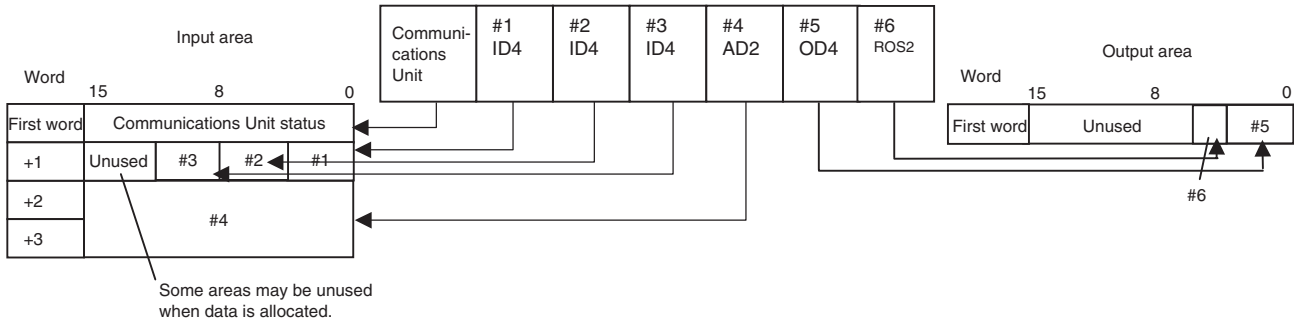 Input area
Word
15 8 0
First word Communications Unit status
+1 Unused #3 #2 #1
+2
#4
+3
Some areas may be unused
when data is allocated.
Communi-
cations
Unit
#1
ID4
#2
ID4
#3
ID4
#4
AD2
#5
OD4
#6
ROS2
Output area
Word
15 8 0
First word Unused #5
#6